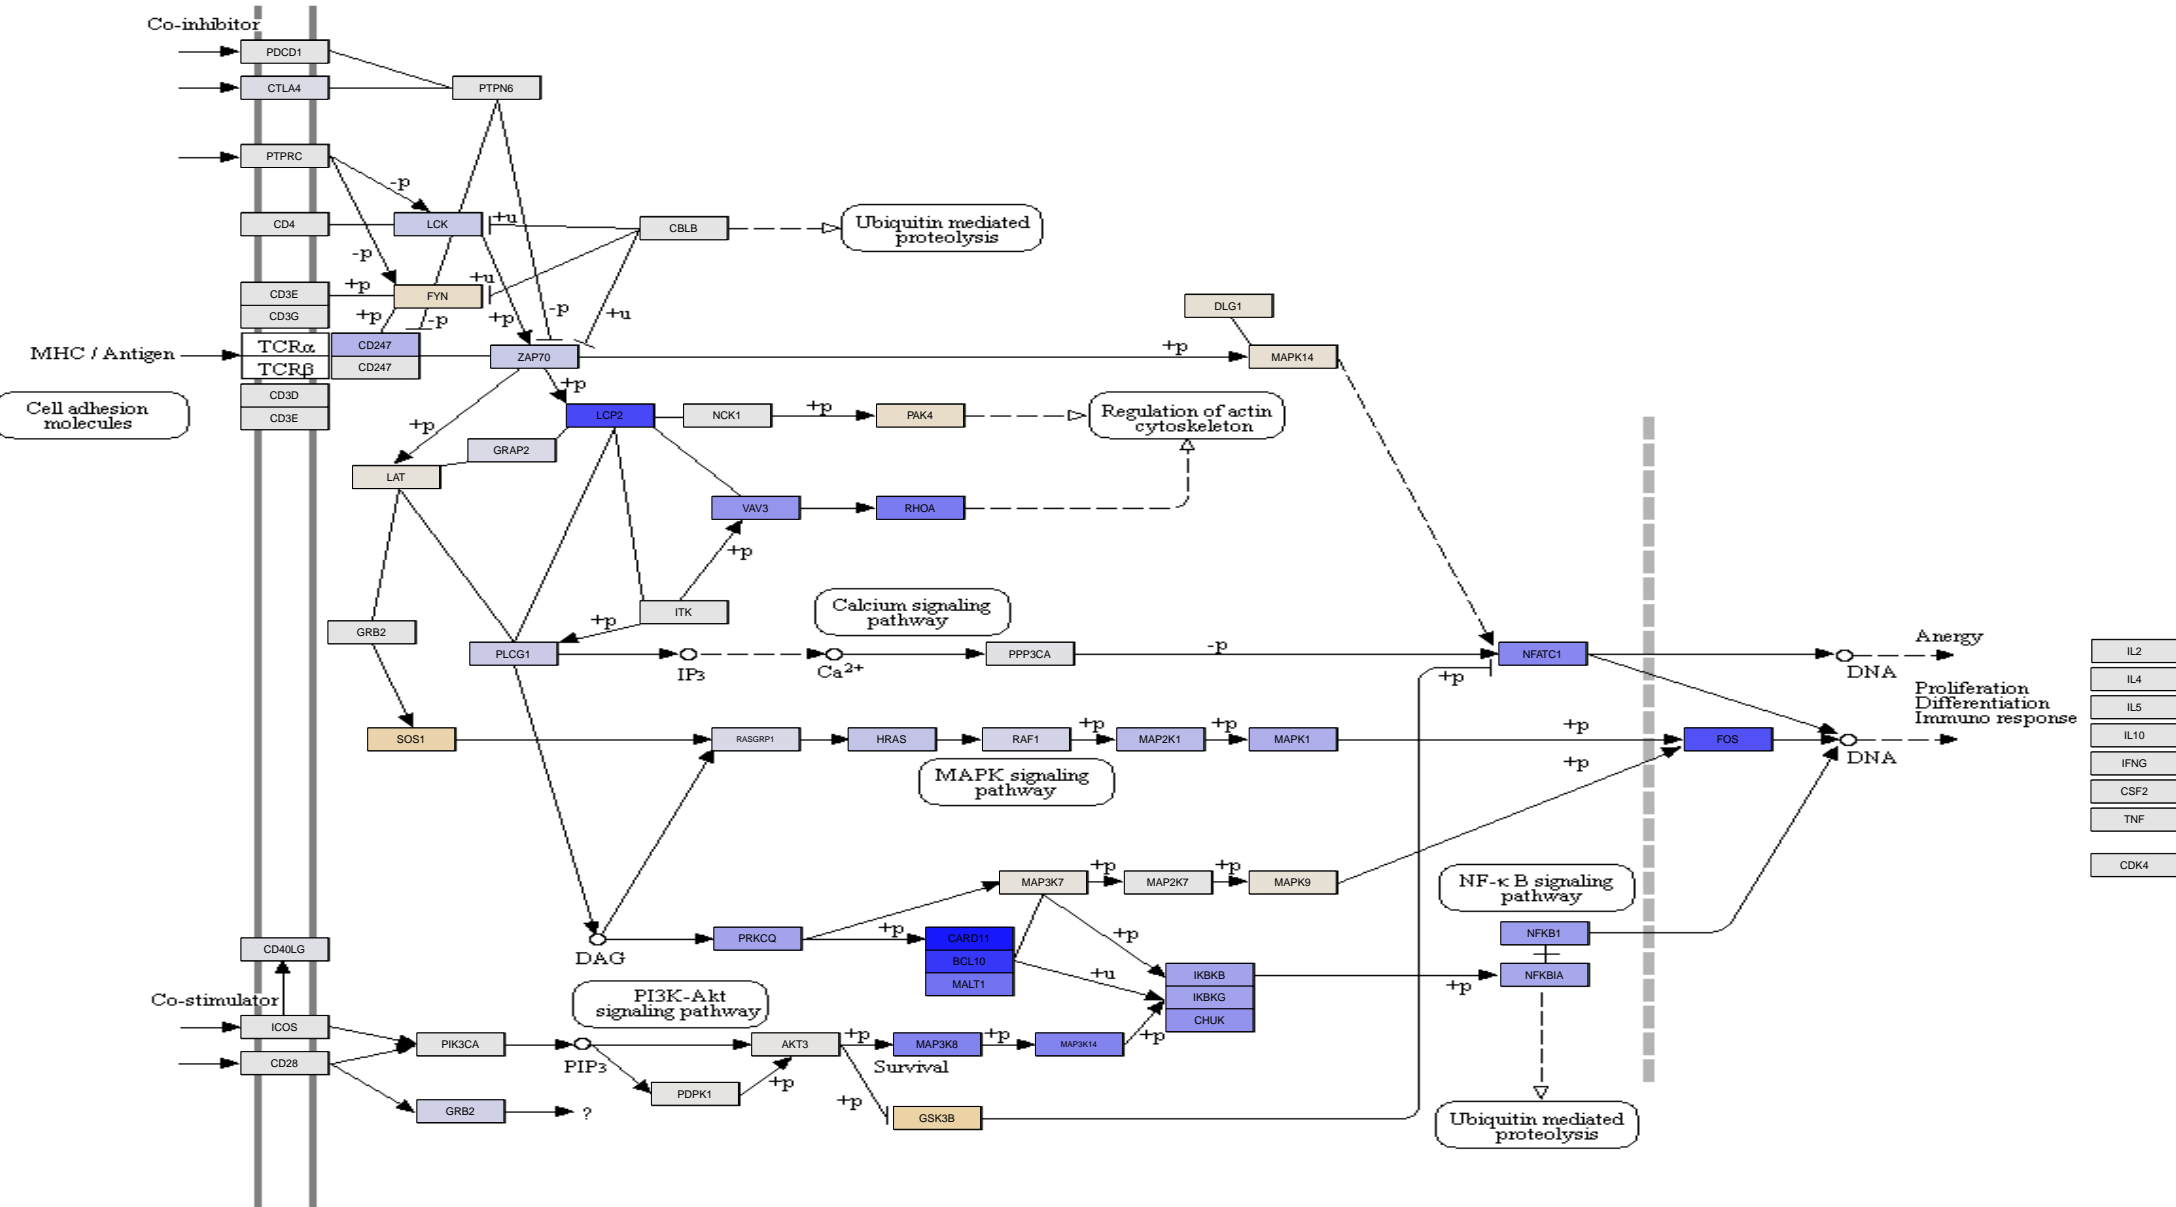 Co-inhibitor
PDCD1
CTLA4
PTPN6
PTPRC
-p
CD4
LCK
+u
CBLB
Ubiquitin mediated
proteolysis
-p
+u
CD3E
+p
FYN
CD3G
+p
-p
+p
-p
+u
DLG1
MHC / Antigen
TCRα
CD247
TCRβ
CD247
ZAP70
+p
MAPK14
+p
CD3D
CD3E
Cell adhesion
molecules
LCP2
NCK1
+p
PAK4
Regulation of actin
cytoskeleton
+p
GRAP2
LAT
VAV3
RHOA
+p
ITK
Calcium signaling
pathway
GRB2
+p
PLCG1
IP3
Ca2+
PPP3CA
-p
NFATC1
+p
DNA
Anergy
Proliferation
Differentiation
Immuno response
IL2
IL4
IL5
IL10
IFNG
CSF2
TNF
CDK4
SOS1
RASGRP1
HRAS
RAF1
+p
MAP2K1
+p
MAPK1
+p
+p
FOS
DNA
MAPK signaling
pathway
MAP3K7
+p
MAP2K7
+p
MAPK9
NF-κ B signaling
pathway
DAG
PRKCQ
+p
CARD11
BCL10
MALT1
+p
+u
IKBKB
IKBKG
CHUK
+p
NFKB1
NFKBIA
CD40LG
Co-stimulator
ICOS
CD28
PI3K-Akt
signaling pathway
PIK3CA
PIP3
AKT3
+p
MAP3K8
+p
MAP3K14
+p
Survival
PDPK1
+p
+p
GRB2
?
GSK3B
Ubiquitin mediated
proteolysis